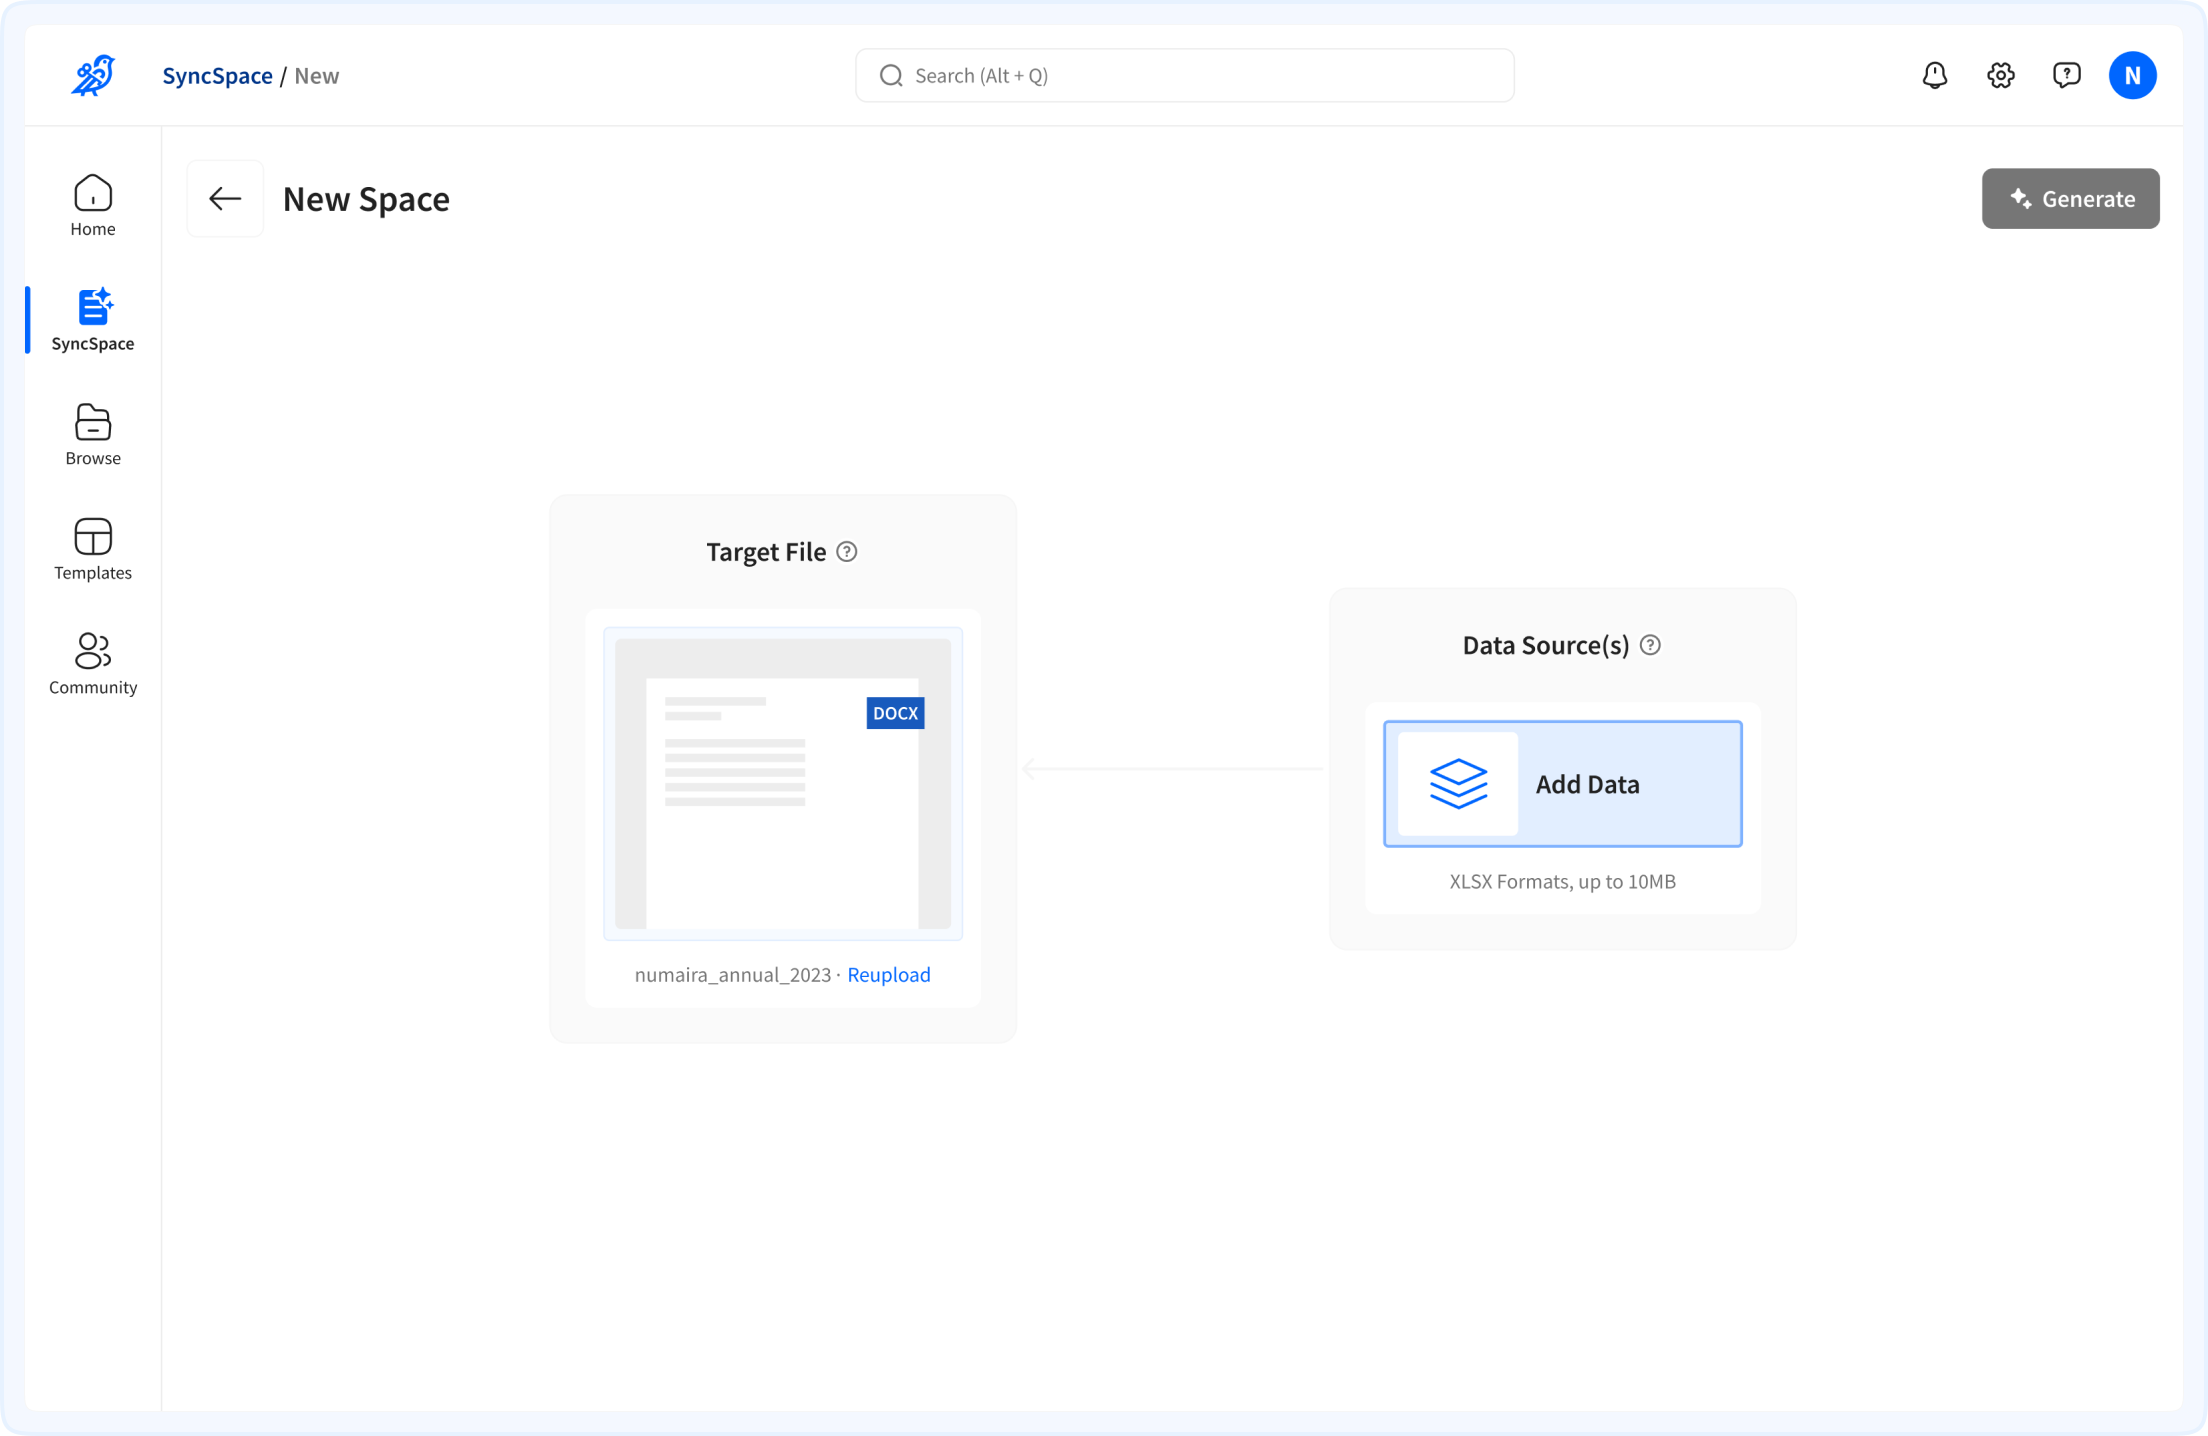 SyncSpace / New
Search (Alt + Q)
N
Home
SyncSpace
Browse
Templates
Community
New Space
Generate
Target File
DOCX
numaira_annual_2023 · Reupload
Data Source(s)
Add Data
XLSX Formats, up to 10MB